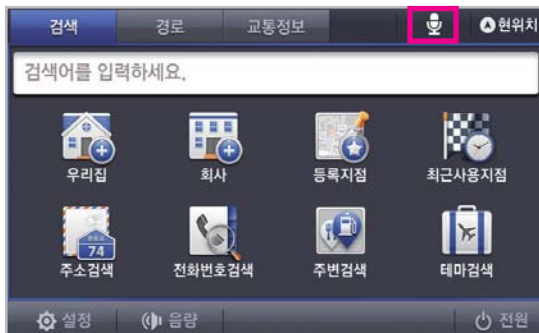 검색 경로 교통정보 현위치
검색어를 입력하세요.
우리집 회사 등록지점 최근사용지점
74
주소검색 전화번호검색 주변검색 테마검색
설정 음량 전원